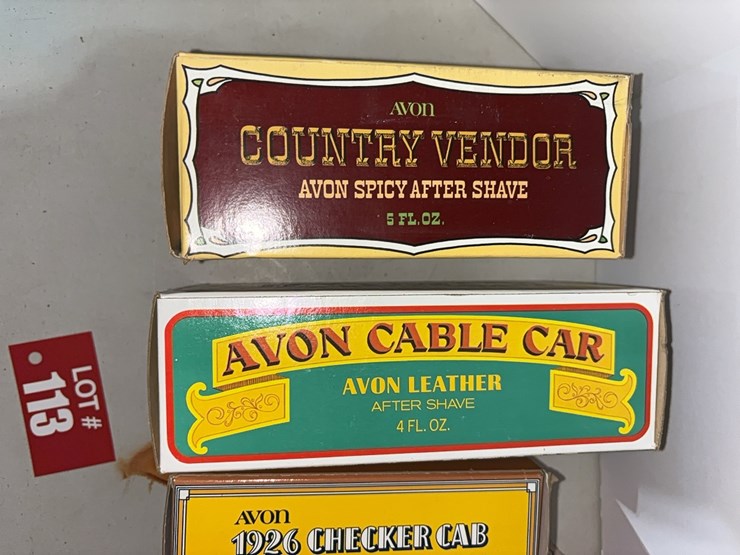 AVON
COUNTRY VENDOR
AVON SPICY AFTER SHAVE
5 FL. OZ.
AVON CABLE CAR
AVON LEATHER
AFTER SHAVE
4 FL. OZ.
LOT #
113
AVON
1926 CHECKER CAB